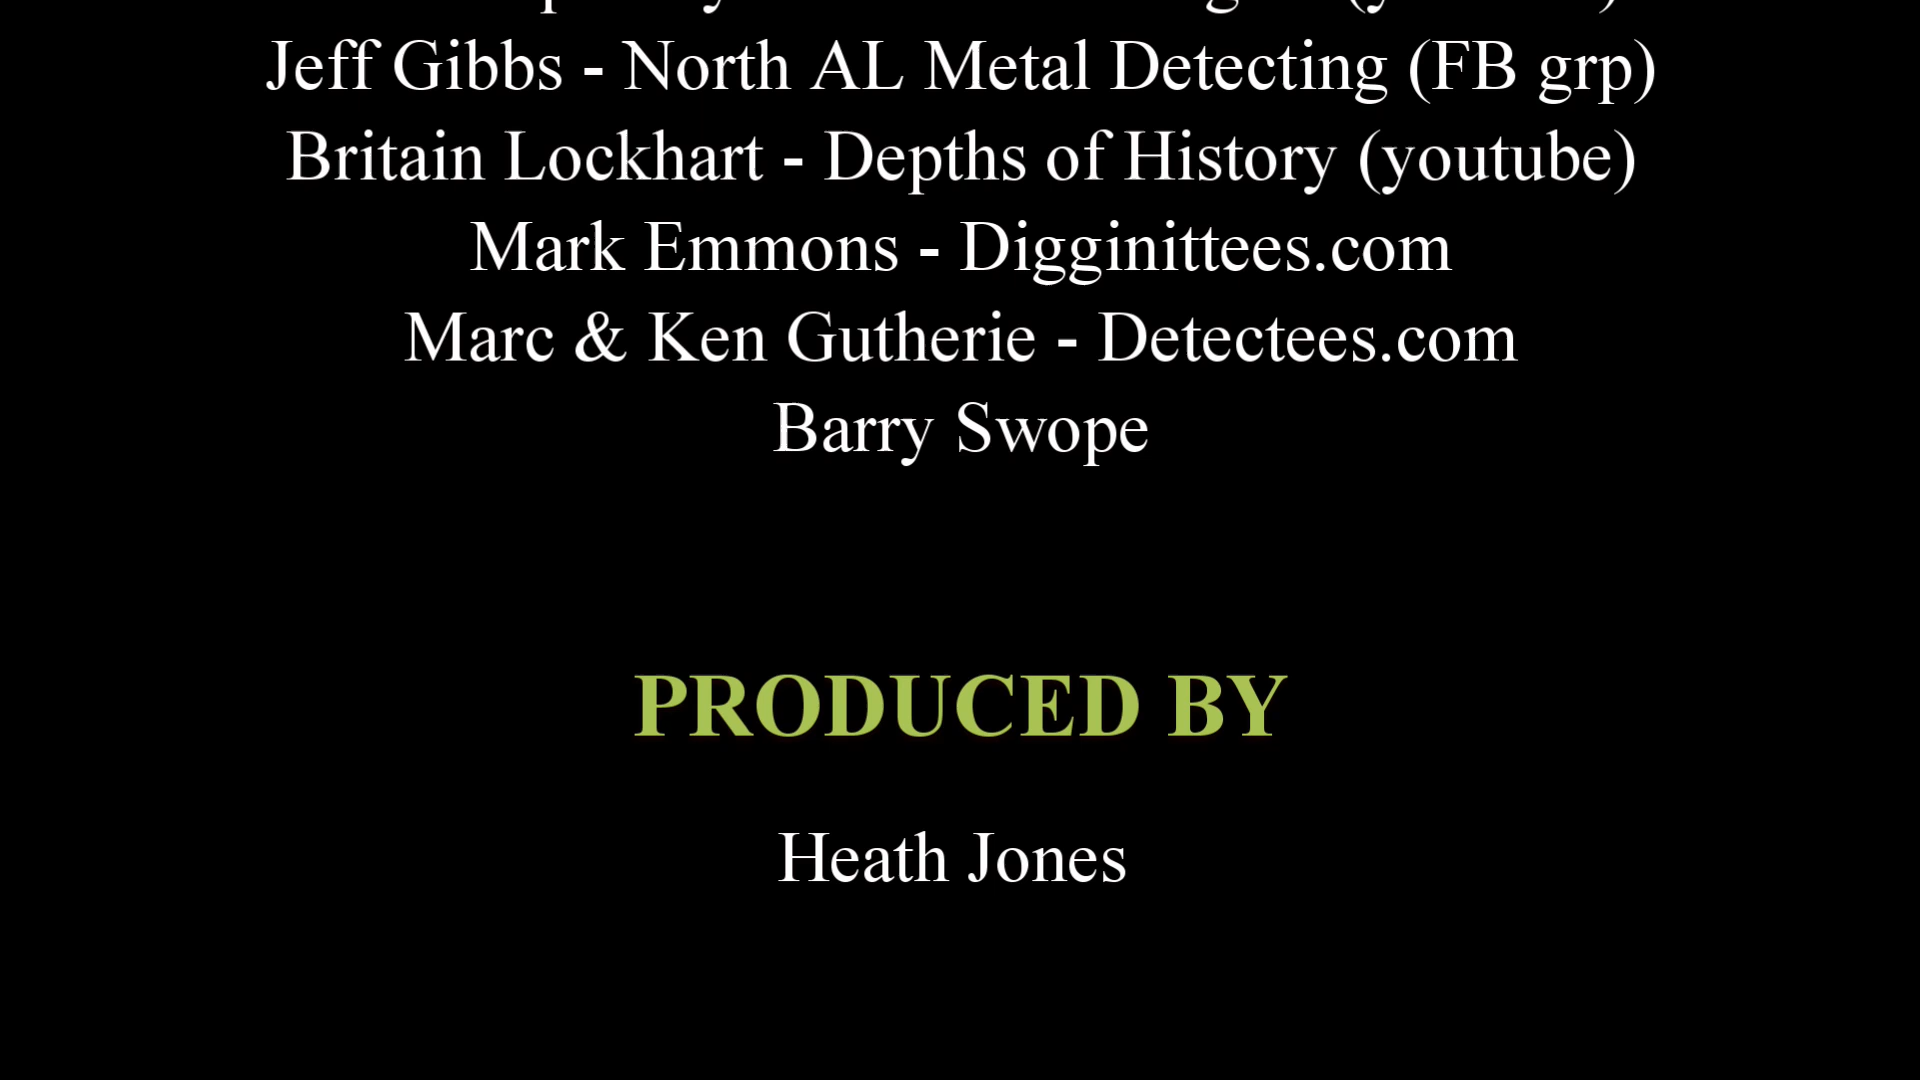 Jeff Gibbs - North AL Metal Detecting (FB grp)
Britain Lockhart - Depths of History (youtube)
Mark Emmons - Digginittees.com
Marc & Ken Gutherie - Detectees.com
Barry Swope
PRODUCED BY
Heath Jones